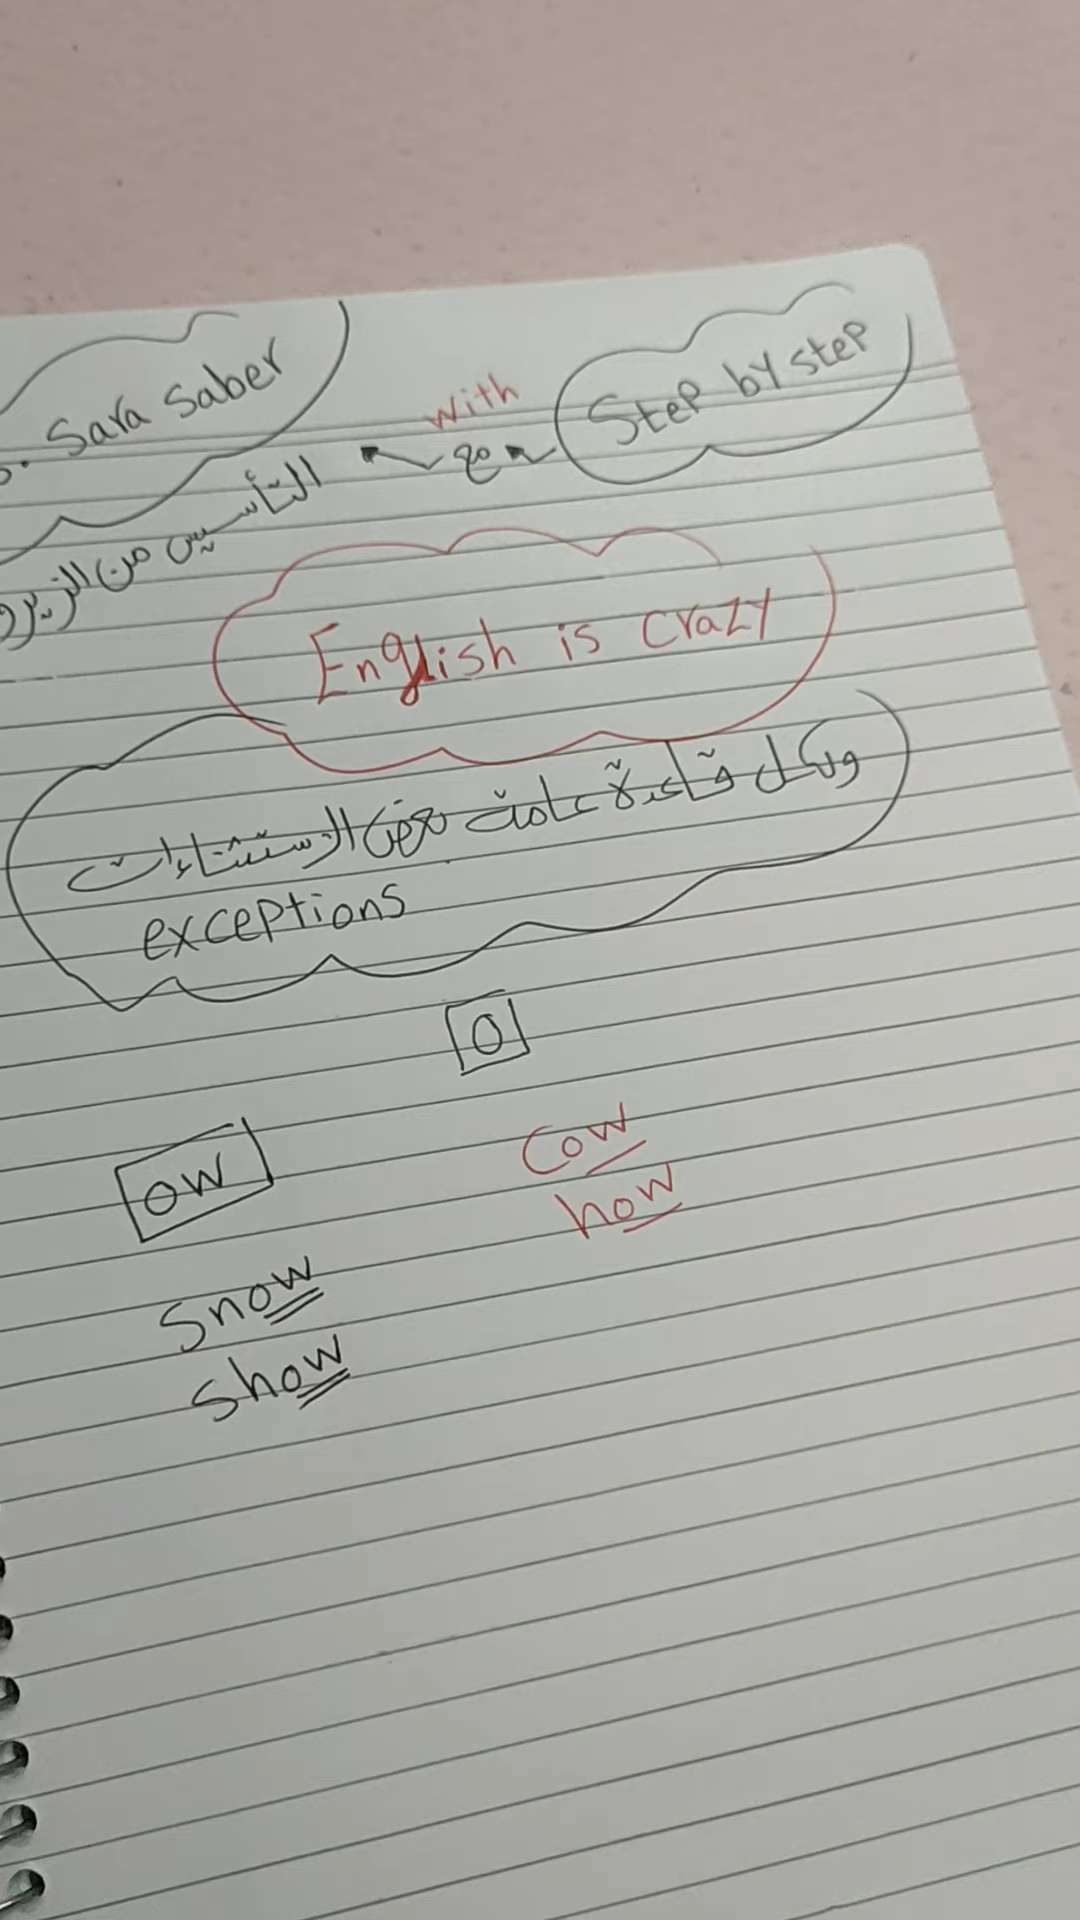 Step by step
with
مع
Sara Saber
التأسيس من الزيرو
English is crazy
ولكل قاعدة عامة بعض الاستثناءات
exceptions
O
ow
Cow
how
Snow
show